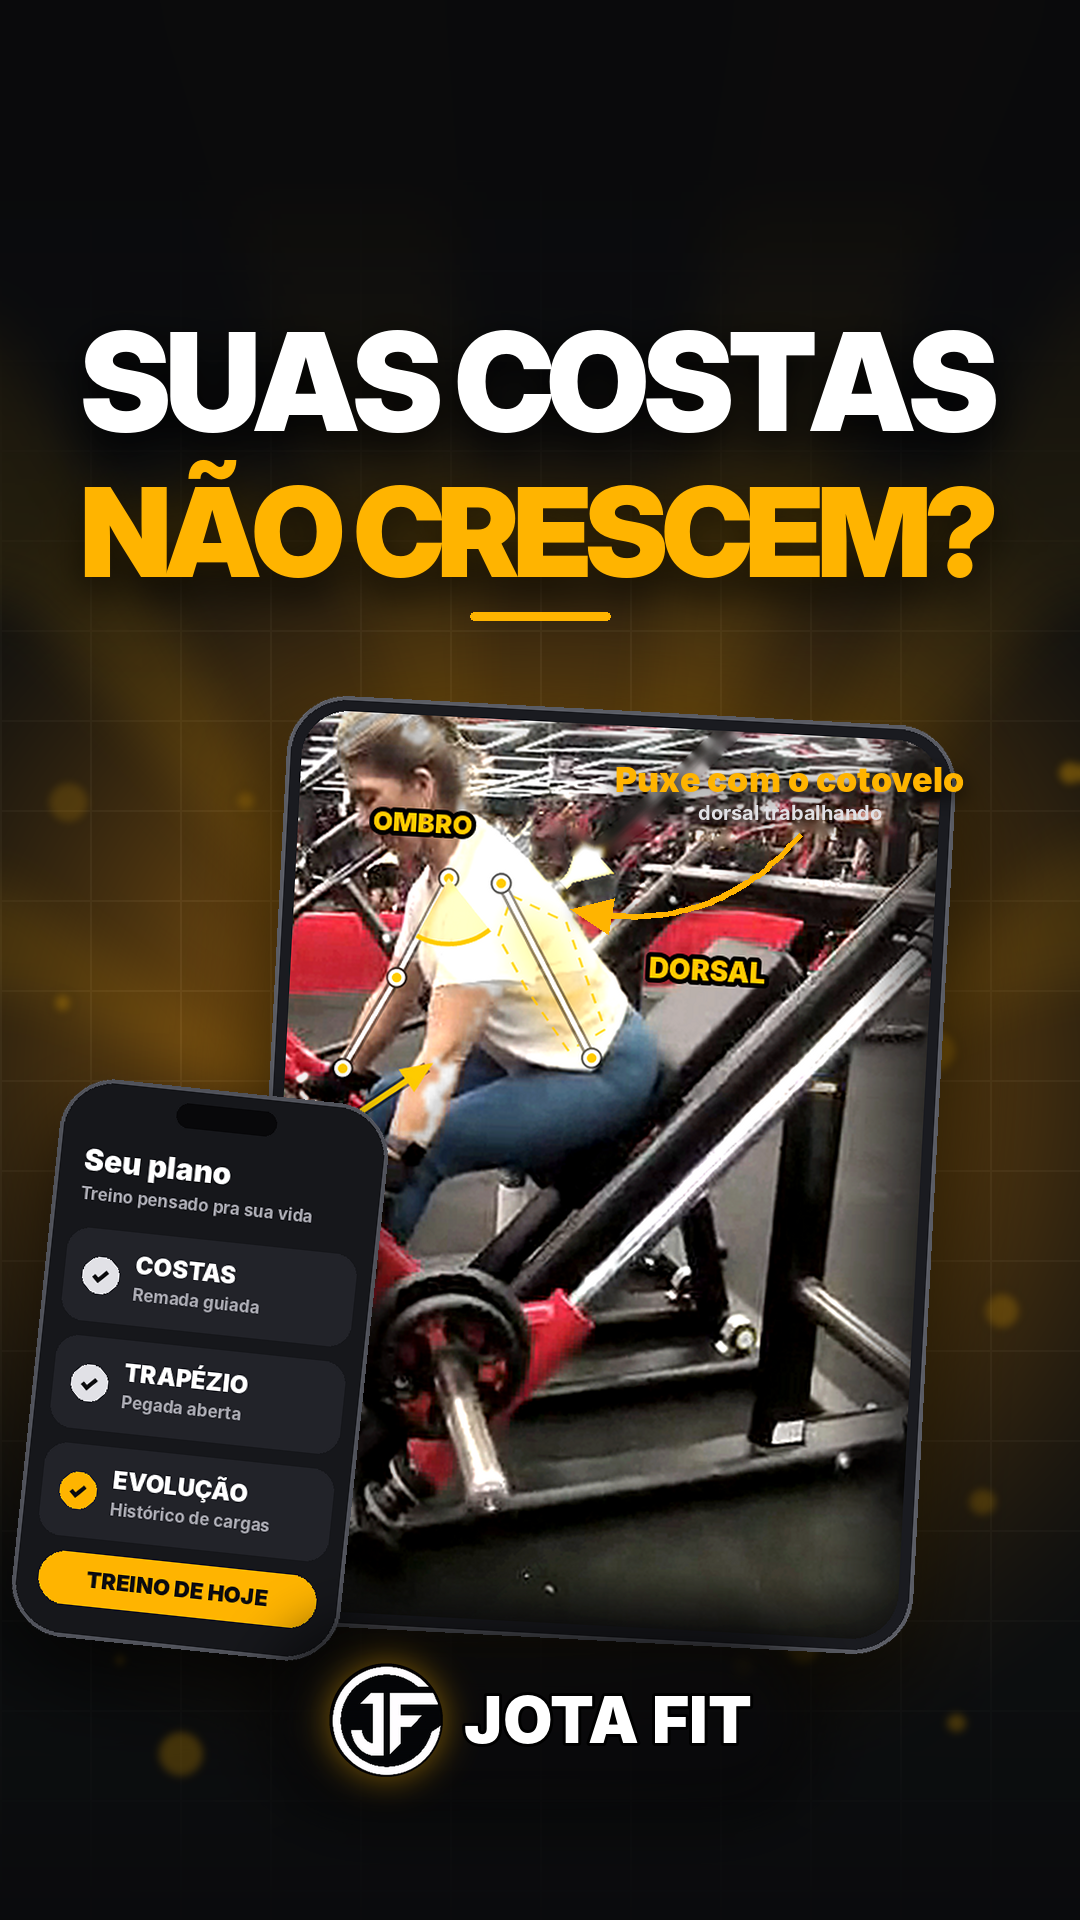 SUAS COSTAS
NÃO CRESCEM?
Puxe com o cotovelo
dorsal trabalhando
OMBRO
DORSAL
Seu plano
Treino pensado pra sua vida
COSTAS
Remada guiada
TRAPÉZIO
Pegada aberta
EVOLUÇÃO
Histórico de cargas
TREINO DE HOJE
JF JOTA FIT